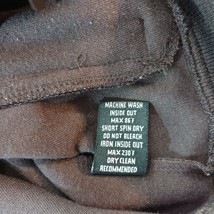 MACHINE WASH
INSIDE OUT
MAX 86 F
SHORT SPIN DRY
DO NOT BLEACH
IRON INSIDE OUT
MAX 230 F
DRY CLEAN
RECOMMENDED